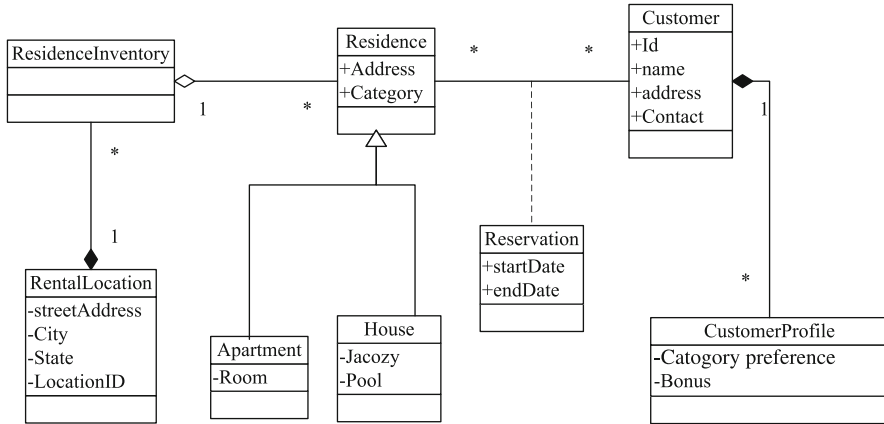 ResidenceInventory
1
*
Residence
+Address
+Category
*
*
Customer
+Id
+name
+address
+Contact
1
*
1
RentalLocation
-streetAddress
-City
-State
-LocationID
Apartment
-Room
House
-Jacozy
-Pool
Reservation
+startDate
+endDate
*
CustomerProfile
-Catogory preference
-Bonus